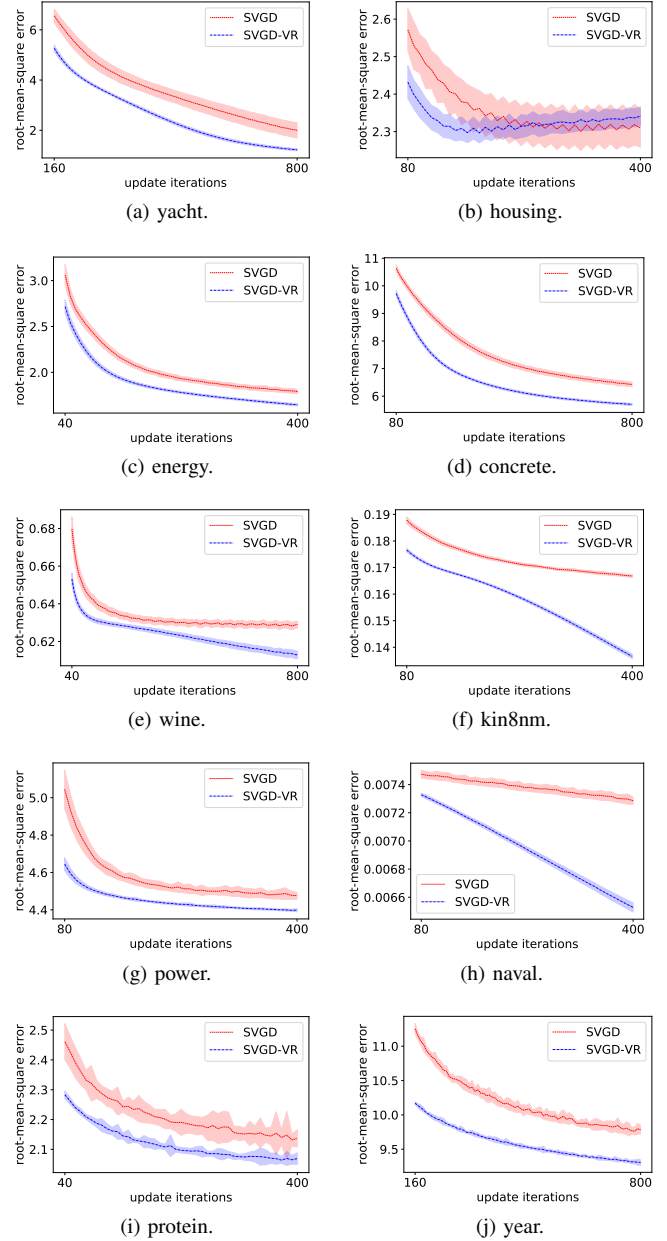 6
4
2
root-mean-square error
SVGD
SVGD-VR
160
800
update iterations
(a) yacht.
2.6
2.5
2.4
2.3
root-mean-square error
SVGD
SVGD-VR
80
400
update iterations
(b) housing.
3.0
2.5
2.0
root-mean-square error
SVGD
SVGD-VR
40
400
update iterations
(c) energy.
11
10
9
8
7
6
root-mean-square error
SVGD
SVGD-VR
80
800
update iterations
(d) concrete.
0.68
0.66
0.64
0.62
root-mean-square error
SVGD
SVGD-VR
40
800
update iterations
(e) wine.
0.19
0.18
0.17
0.16
0.15
0.14
root-mean-square error
SVGD
SVGD-VR
80
400
update iterations
(f) kin8nm.
5.0
4.8
4.6
4.4
root-mean-square error
SVGD
SVGD-VR
80
400
update iterations
(g) power.
0.0074
0.0072
0.0070
0.0068
0.0066
root-mean-square error
SVGD
SVGD-VR
80
400
update iterations
(h) naval.
2.5
2.4
2.3
2.2
2.1
root-mean-square error
SVGD
SVGD-VR
40
400
update iterations
(i) protein.
11.0
10.5
10.0
9.5
root-mean-square error
SVGD
SVGD-VR
160
800
update iterations
(j) year.